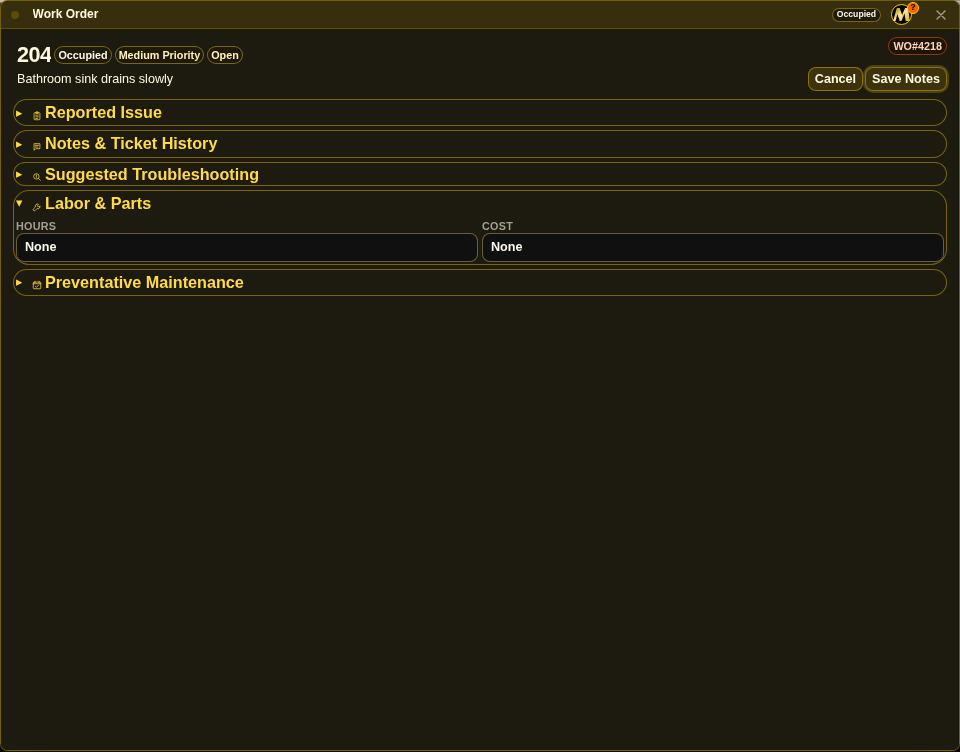 Work Order
Occupied M ?
WO#4218
204 Occupied Medium Priority Open
Bathroom sink drains slowly
Cancel Save Notes
Reported Issue
Notes & Ticket History
Suggested Troubleshooting
Labor & Parts
HOURS COST
None None
Preventative Maintenance